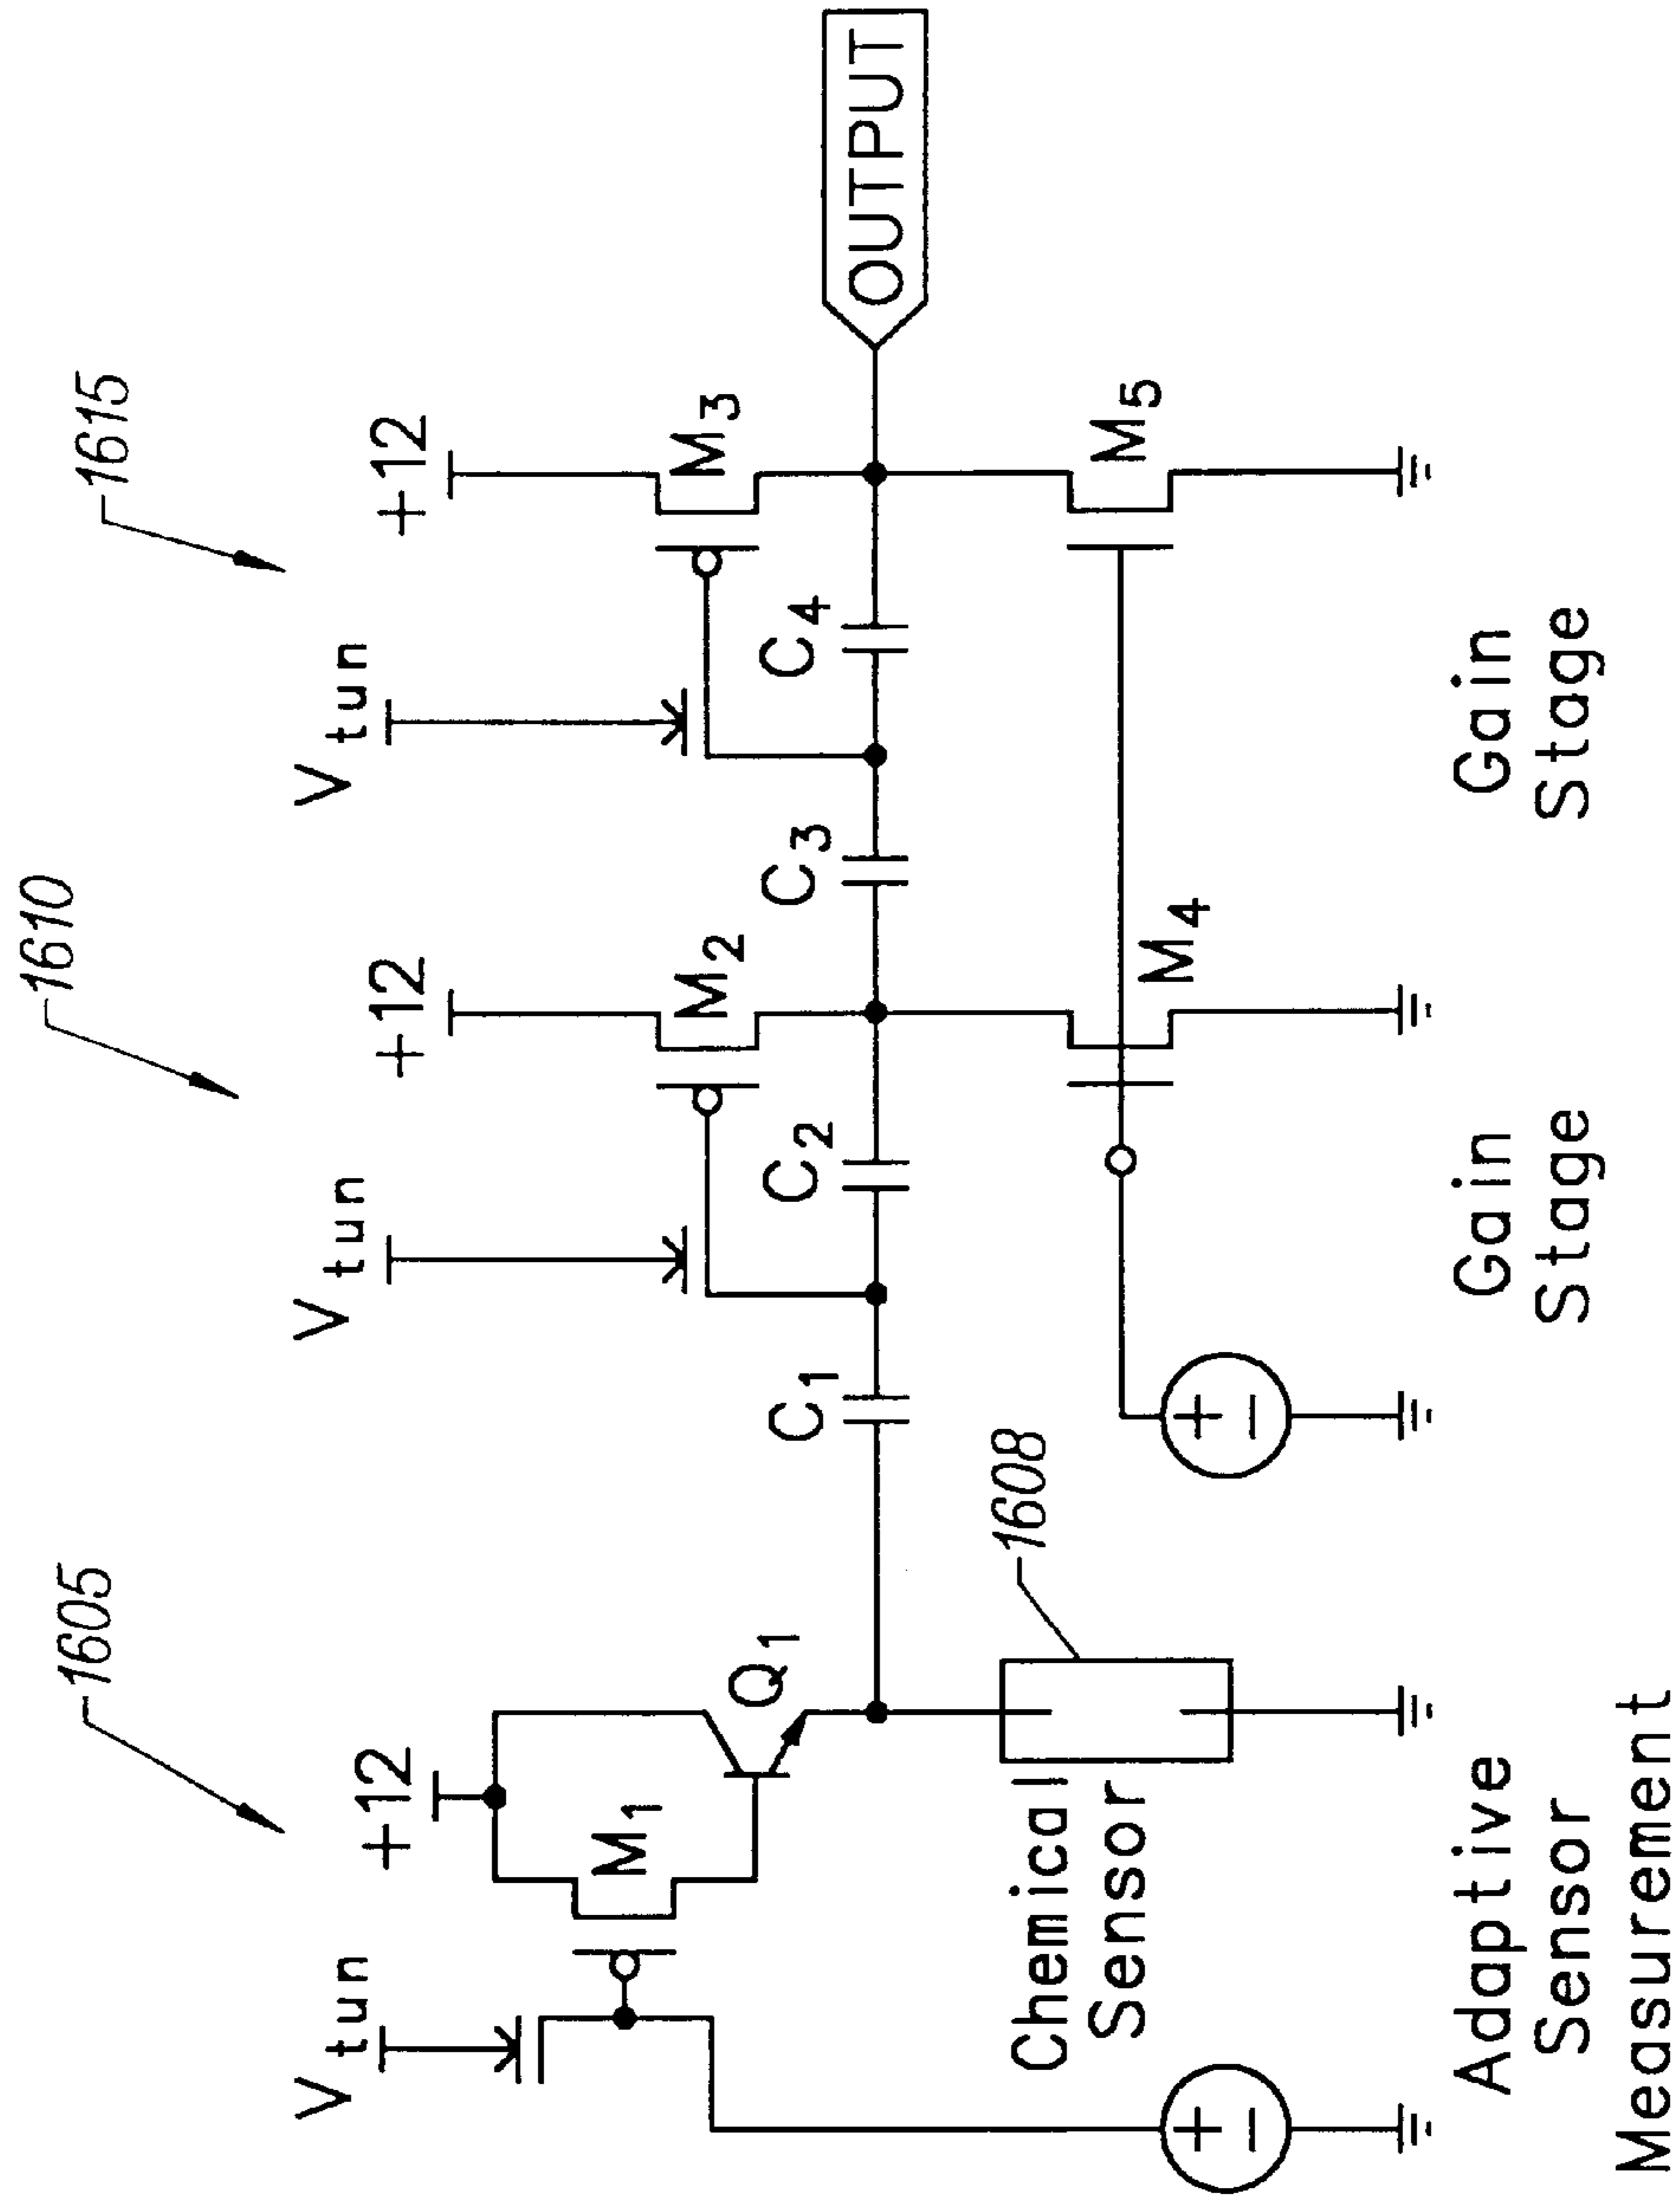 1605
1610
1615
Vtun
+12
M1
Q1
Vtun
+12
M2
Vtun
+12
M3
C1
C2
C3
C4
OUTPUT
1608
Chemical
Sensor
M4
M5
+
−
+
−
Adaptive
Sensor
Measurement
Gain
Stage
Gain
Stage